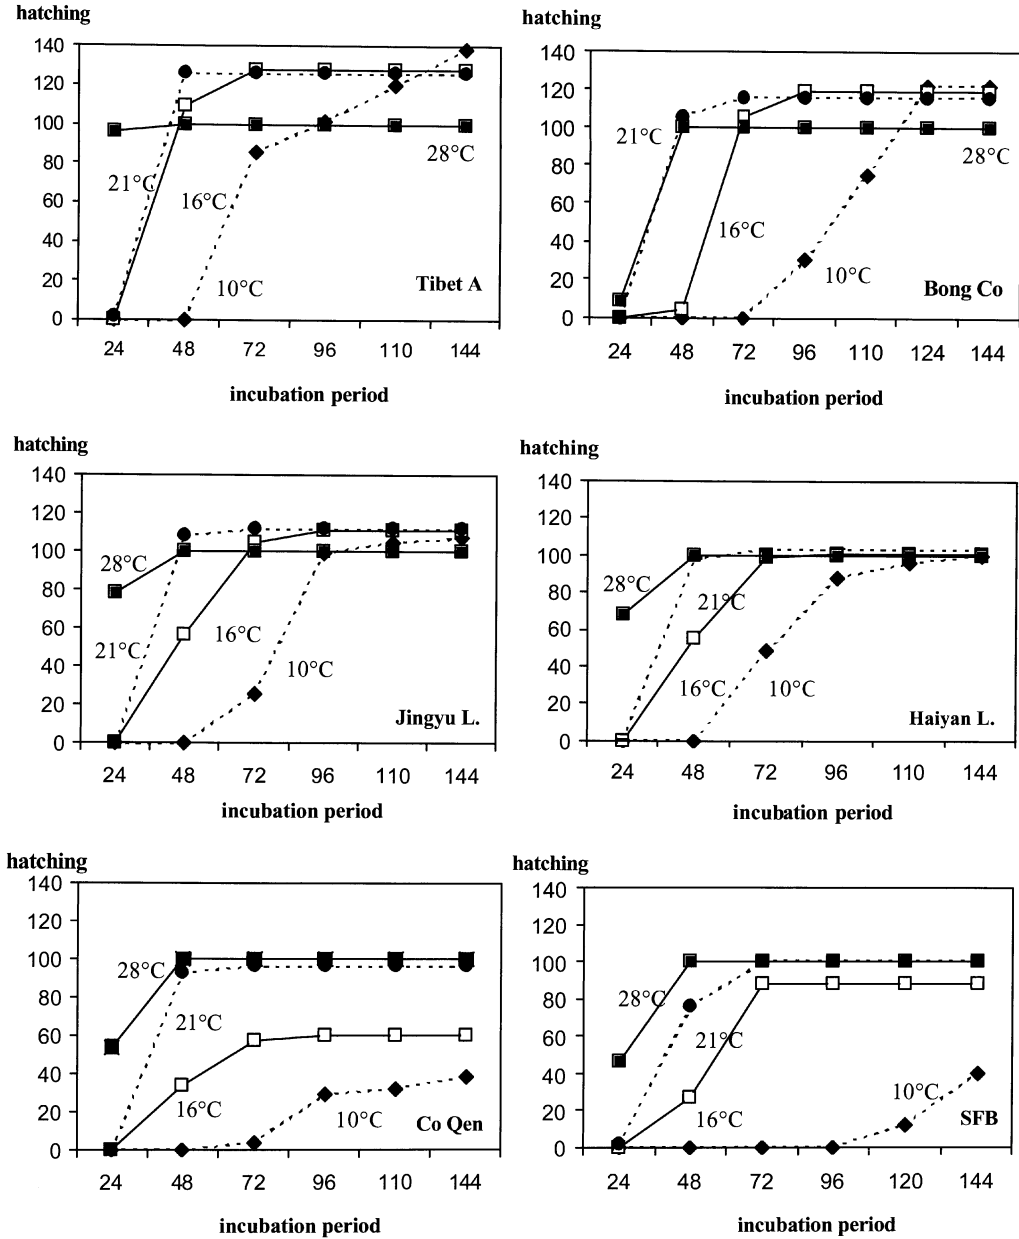 hatching
140
120
100
80
60
40
20
0
21°C
16°C
28°C
10°C
Tibet A
24 48 72 96 110 144
incubation period
hatching
140
120
100
80
60
40
20
0
21°C
28°C
16°C
10°C
Bong Co
24 48 72 96 110 124 144
incubation period
hatching
140
120
100
80
60
40
20
0
28°C
21°C
16°C
10°C
Jingyu L.
24 48 72 96 110 144
incubation period
hatching
140
120
100
80
60
40
20
0
28°C
21°C
16°C
10°C
Haiyan L.
24 48 72 96 110 144
incubation period
hatching
140
120
100
80
60
40
20
0
28°C
21°C
16°C
10°C
Co Qen
24 48 72 96 110 144
incubation period
hatching
140
120
100
80
60
40
20
0
28°C
21°C
16°C
10°C
SFB
24 48 72 96 120 144
incubation period